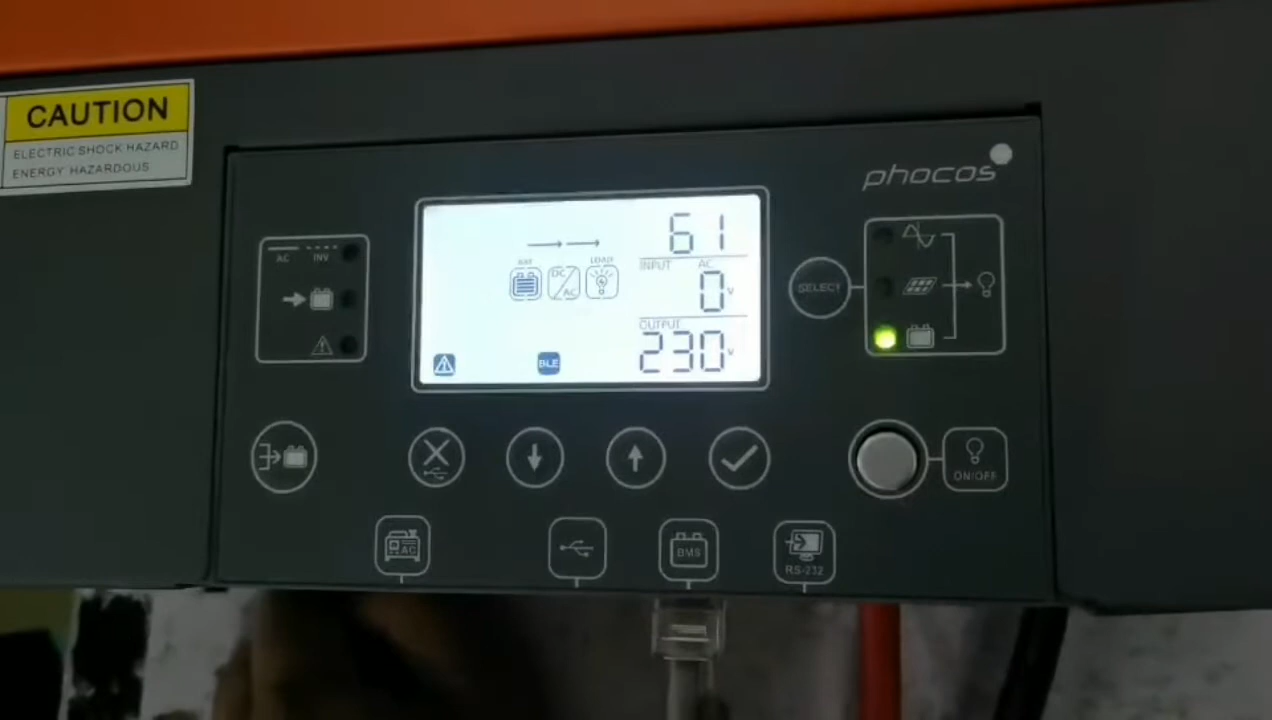 CAUTION
ELECTRIC SHOCK HAZARD
ENERGY HAZARDOUS
phocos
AC INV
BAT
DC/AC
LOAD
61
INPUT AC
0v
OUTPUT
230v
BLE
SELECT
ON/OFF
AC
BMS
RS-232